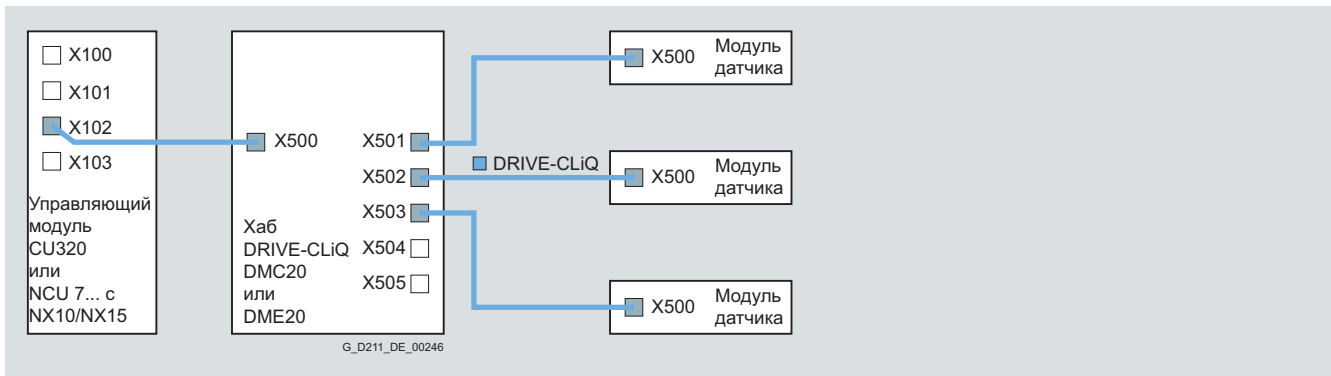 X100
X101
X102
X103
Управляющий
модуль
CU320
или
NCU 7... с
NX10/NX15
X500
X501
X502
X503
X504
X505
Хаб
DRIVE-CLiQ
DMC20
или
DME20
DRIVE-CLiQ
X500
Модуль
датчика
X500
Модуль
датчика
X500
Модуль
датчика
G_D211_DE_00246